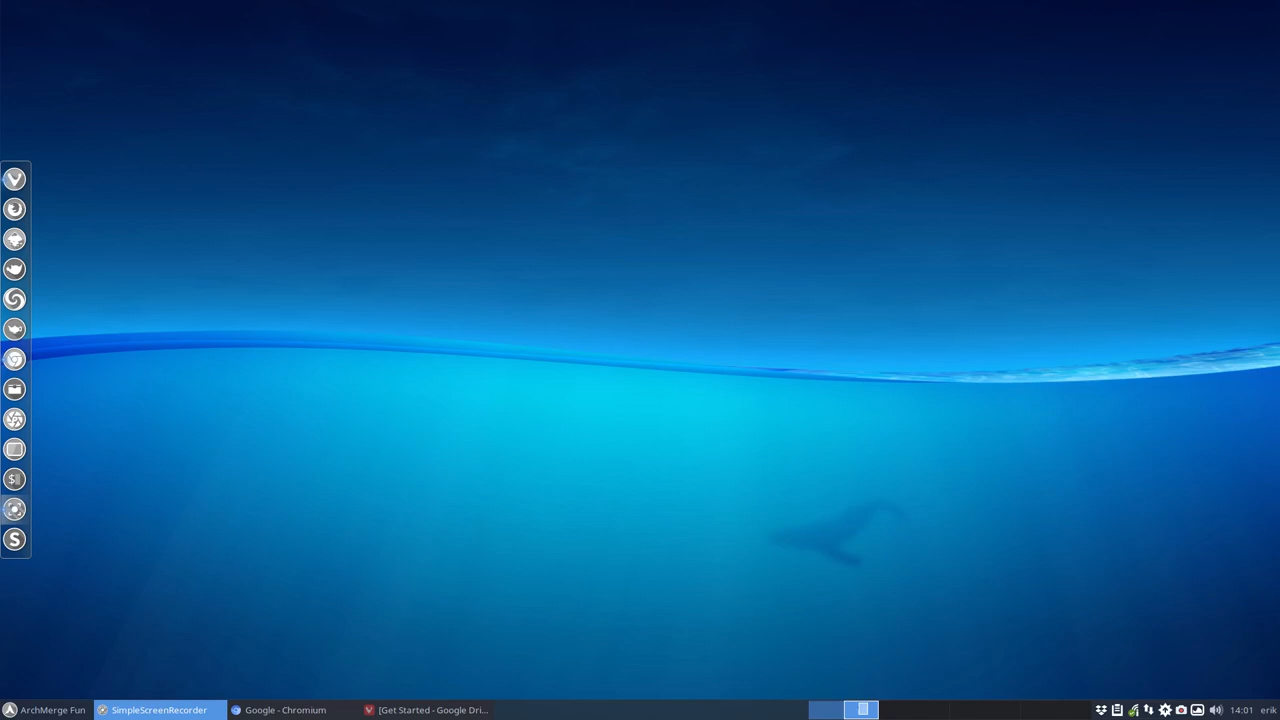 $
S
ArchMerge Fun
SimpleScreenRecorder
Google - Chromium
[Get Started - Google Dri...
14:01
erik